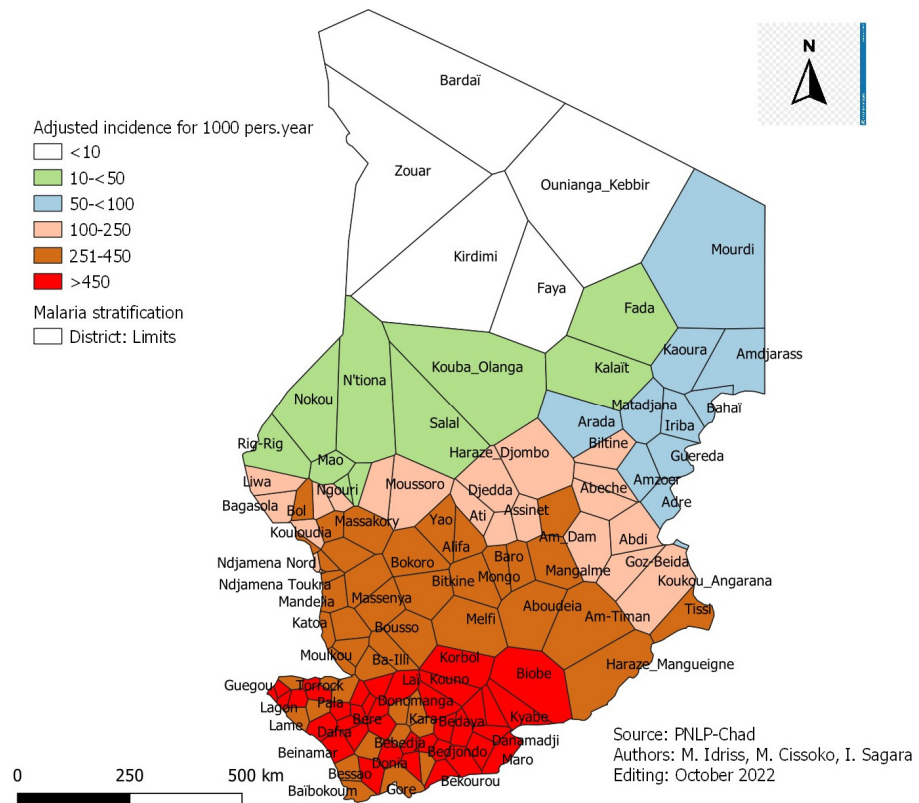 N
Bardaï
Adjusted incidence for 1000 pers.year
<10
10-<50
50-<100
100-250
251-450
>450
Malaria stratification
District: Limits
Zouar
Ounianga_Kebbir
Mourdi
Kirdimi
Faya
Fada
Kaoura
Amdjarass
Kouba_Olanga
Kalaït
N'tiona
Nokou
Matadjana
Bahaï
Salal
Arada
Iriba
Rig-Rig
Biltine
Haraze_Djombo
Guereda
Mao
Liwa
Moussoro
Djedda
Abeche
Amzoer
Ngouri
Adre
Bagasola
Bol
Assinet
Ati
Massakory
Yao
Kouloudia
Am_Dam
Abdi
Alifa
Baro
Goz-Beida
Ndjamena Nord
Bokoro
Mangalme
Koukou_Angarana
Ndjamena Toukra
Bitkine
Mongo
Mandelia
Massenya
Aboudeia
Tissi
Katoa
Bousso
Melfi
Am-Timan
Moulkou
Ba-Illi
Korbol
Haraze_Mangueigne
Guegou
Torrock
Laï
Kouno
Biobe
Lagon
Pala
Donomanga
Lame
Bere
Kara
Bedaya
Kyabe
Dafra
Bebedja
Danamadji
Beinamar
Donia
Bedjondo
Maro
Bessao
Bekourou
Baïbokoum
Gore
Source: PNLP-Chad
Authors: M. Idriss, M. Cissoko, I. Sagara
Editing: October 2022
0 250 500 km